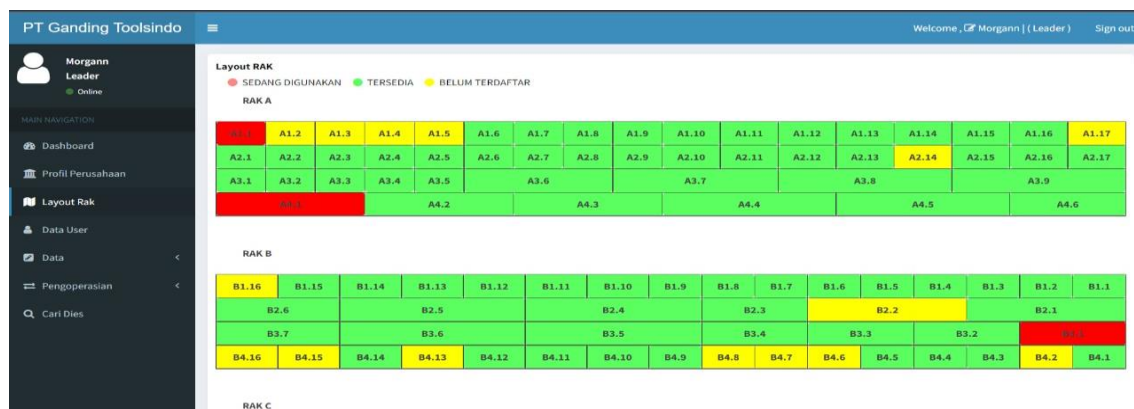 PT Ganding Toolsindo
Welcome , Morgann | ( Leader ) Sign out
Morgann
Leader
Online
MAIN NAVIGATION
Dashboard
Profil Perusahaan
Layout Rak
Data User
Data
Pengoperasian
Cari Dies
Layout RAK
SEDANG DIGUNAKAN TERSEDIA BELUM TERDAFTAR
RAK A
A1.1 A1.2 A1.3 A1.4 A1.5 A1.6 A1.7 A1.8 A1.9 A1.10 A1.11 A1.12 A1.13 A1.14 A1.15 A1.16 A1.17
A2.1 A2.2 A2.3 A2.4 A2.5 A2.6 A2.7 A2.8 A2.9 A2.10 A2.11 A2.12 A2.13 A2.14 A2.15 A2.16 A2.17
A3.1 A3.2 A3.3 A3.4 A3.5 A3.6 A3.7 A3.8 A3.9
A4.1 A4.2 A4.3 A4.4 A4.5 A4.6
RAK B
B1.16 B1.15 B1.14 B1.13 B1.12 B1.11 B1.10 B1.9 B1.8 B1.7 B1.6 B1.5 B1.4 B1.3 B1.2 B1.1
B2.6 B2.5 B2.4 B2.3 B2.2 B2.1
B3.7 B3.6 B3.5 B3.4 B3.3 B3.2 B3.1
B4.16 B4.15 B4.14 B4.13 B4.12 B4.11 B4.10 B4.9 B4.8 B4.7 B4.6 B4.5 B4.4 B4.3 B4.2 B4.1
RAK C